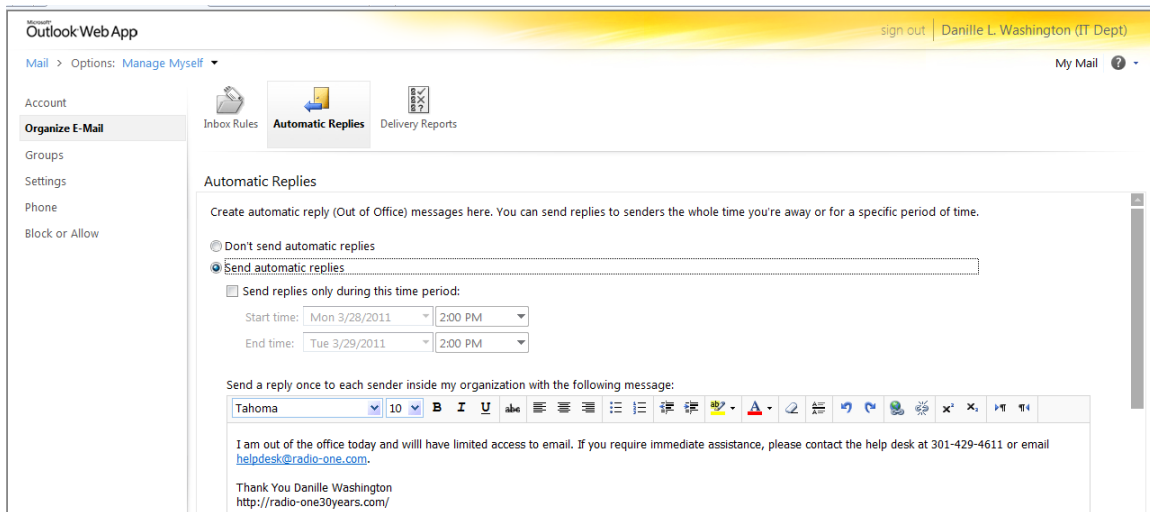 Microsoft®
Outlook Web App
sign out | Danille L. Washington (IT Dept)
Mail > Options: Manage Myself
My Mail
Account
Organize E-Mail
Groups
Settings
Phone
Block or Allow
Inbox Rules
Automatic Replies
Delivery Reports
Automatic Replies
Create automatic reply (Out of Office) messages here. You can send replies to senders the whole time you're away or for a specific period of time.
Don't send automatic replies
Send automatic replies
Send replies only during this time period:
Start time: Mon 3/28/2011 2:00 PM
End time: Tue 3/29/2011 2:00 PM
Send a reply once to each sender inside my organization with the following message:
Tahoma 10 B I U abc ab A x² x₂
I am out of the office today and willl have limited access to email. If you require immediate assistance, please contact the help desk at 301-429-4611 or email
helpdesk@radio-one.com.
Thank You Danille Washington
http://radio-one30years.com/